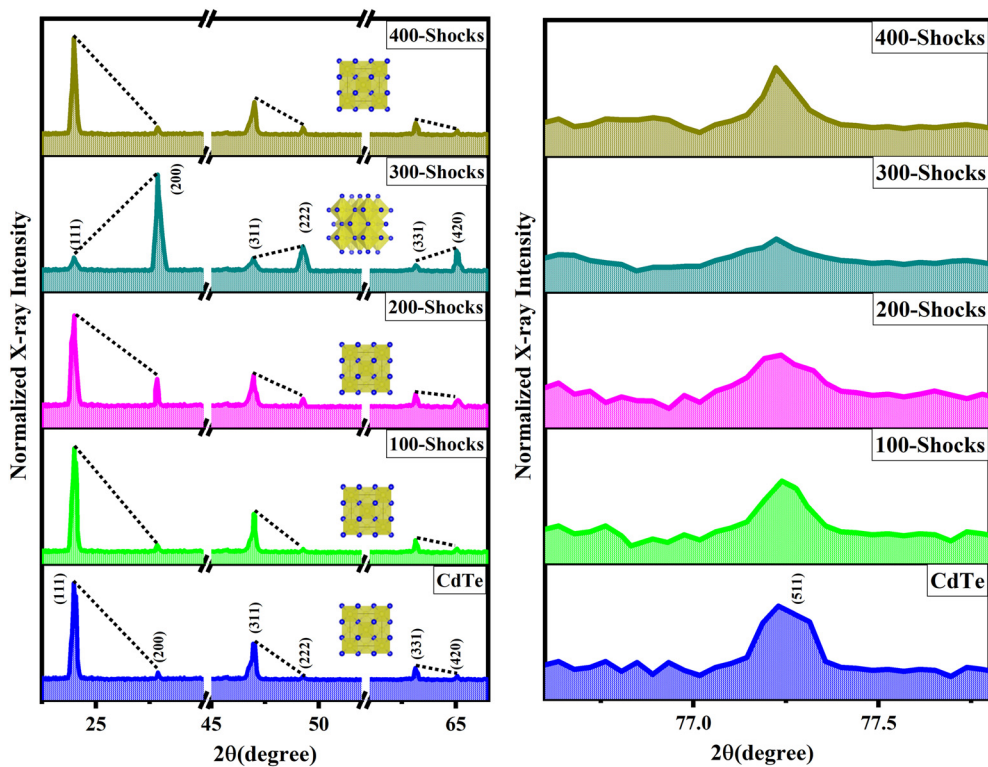 400-Shocks
(200)
300-Shocks
(111)
(311)
(222)
(331)
(420)
200-Shocks
100-Shocks
CdTe
(111)
(200)
(311)
(222)
(331)
(420)
25
45
50
65
2θ(degree)
Normalized X-ray Intensity
400-Shocks
300-Shocks
200-Shocks
100-Shocks
CdTe
(511)
77.0
77.5
2θ(degree)
Normalized X-ray Intensity